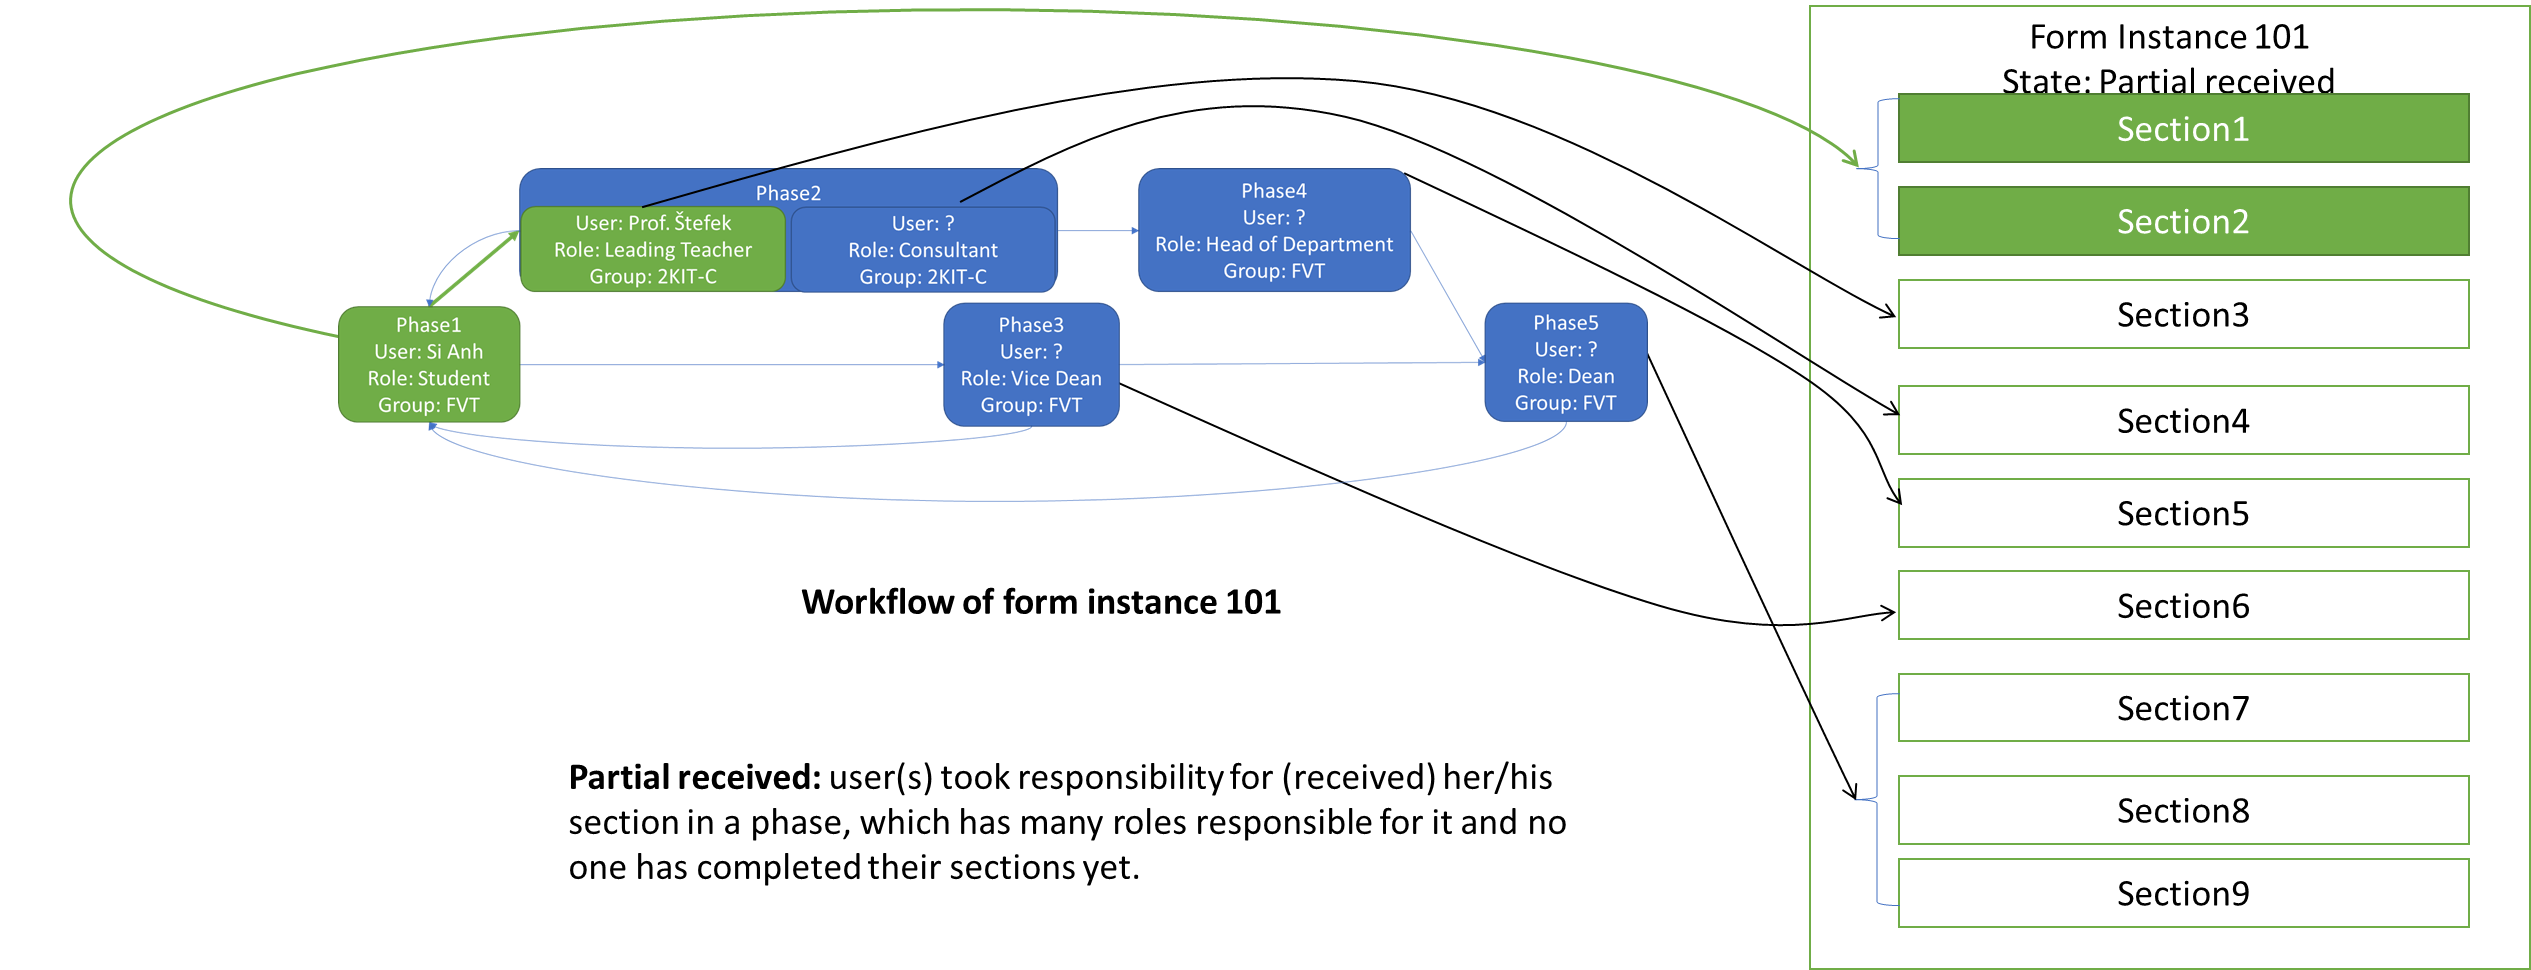 Form Instance 101
State: Partial received
Section1
Section2
Section3
Section4
Section5
Section6
Section7
Section8
Section9
Phase2
User: Prof. Štefek
Role: Leading Teacher
Group: 2KIT-C
User: ?
Role: Consultant
Group: 2KIT-C
Phase4
User: ?
Role: Head of Department
Group: FVT
Phase1
User: Si Anh
Role: Student
Group: FVT
Phase3
User: ?
Role: Vice Dean
Group: FVT
Phase5
User: ?
Role: Dean
Group: FVT
Workflow of form instance 101
Partial received: user(s) took responsibility for (received) her/his
section in a phase, which has many roles responsible for it and no
one has completed their sections yet.